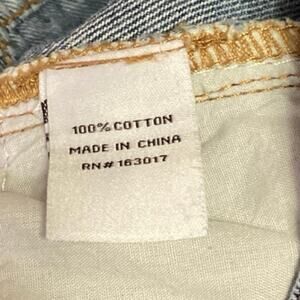 100% COTTON
MADE IN CHINA
RN# 163017